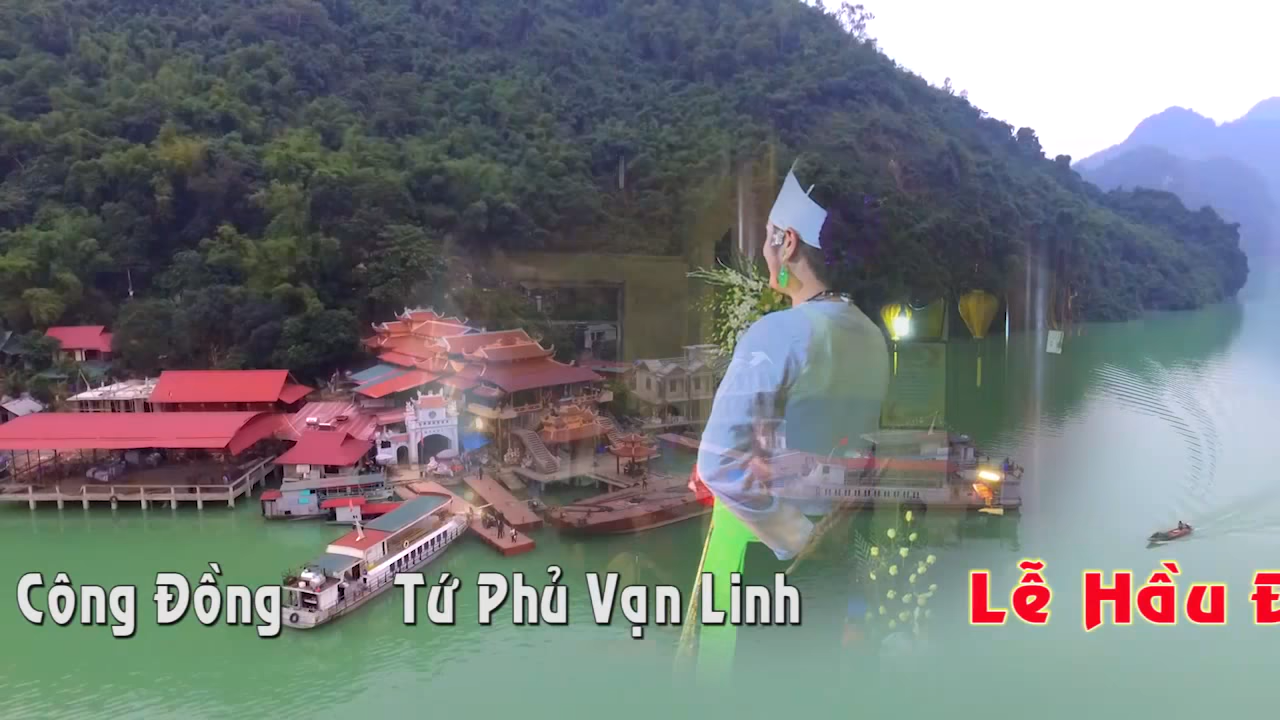 Công Đồng Tứ Phủ Vạn Linh Lễ Hầu